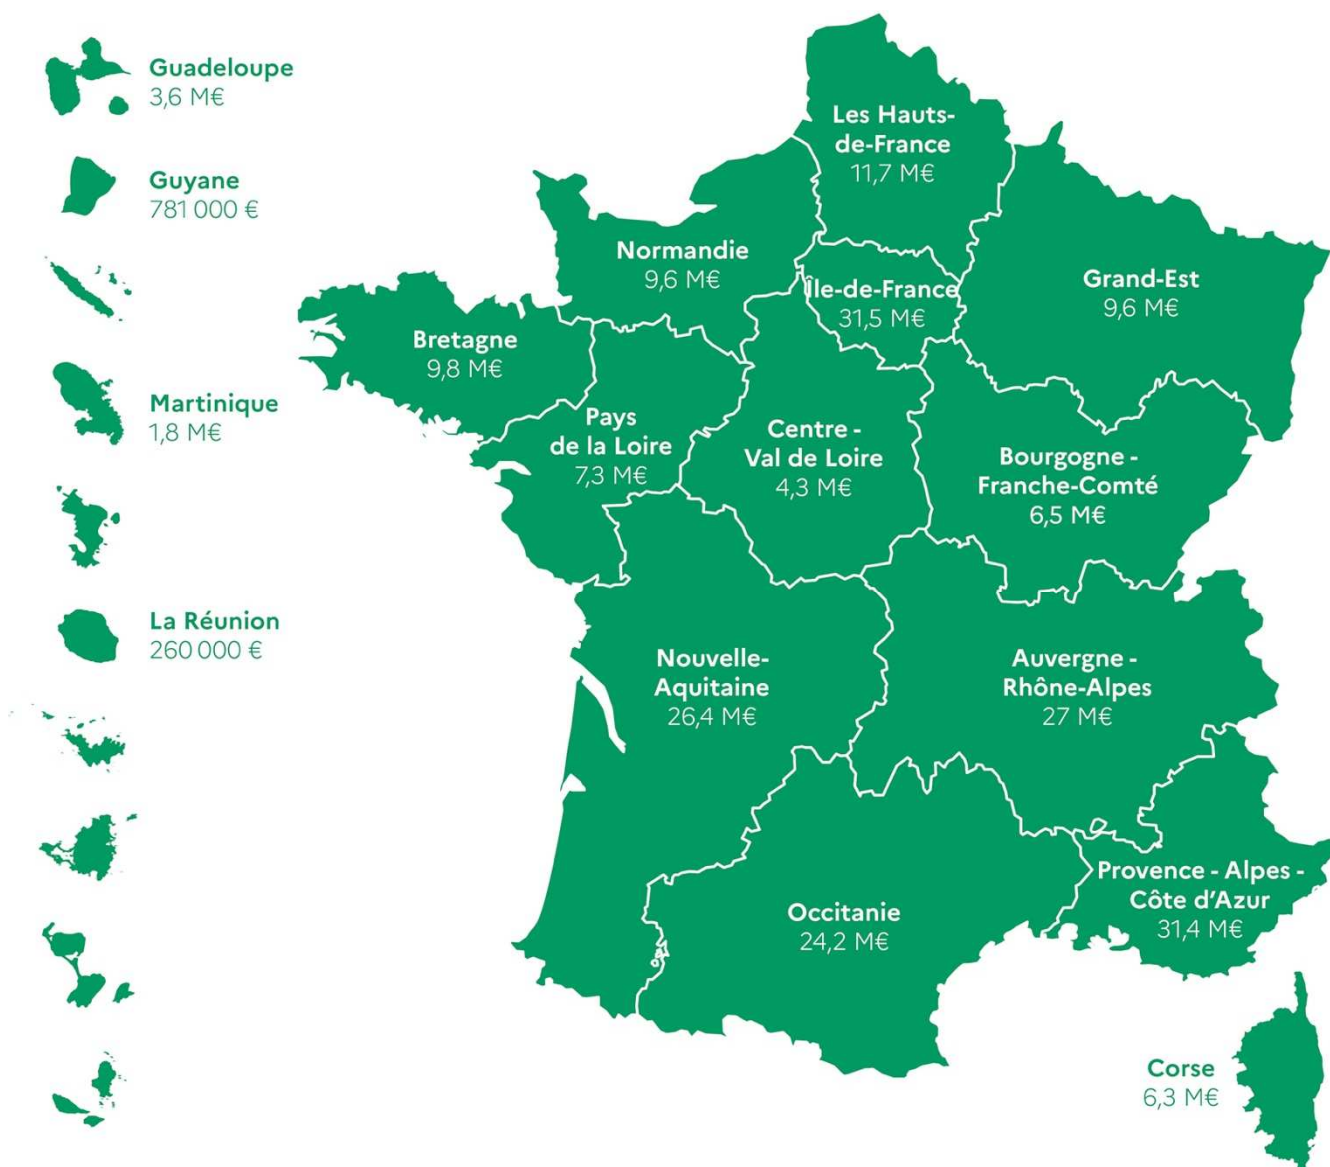 Guadeloupe
3,6 M€
Guyane
781 000 €
Martinique
1,8 M€
La Réunion
260 000 €
Les Hauts-
de-France
11,7 M€
Normandie
9,6 M€
Île-de-France
31,5 M€
Grand-Est
9,6 M€
Bretagne
9,8 M€
Pays
de la Loire
7,3 M€
Centre -
Val de Loire
4,3 M€
Bourgogne -
Franche-Comté
6,5 M€
Nouvelle-
Aquitaine
26,4 M€
Auvergne -
Rhône-Alpes
27 M€
Occitanie
24,2 M€
Provence - Alpes -
Côte d’Azur
31,4 M€
Corse
6,3 M€